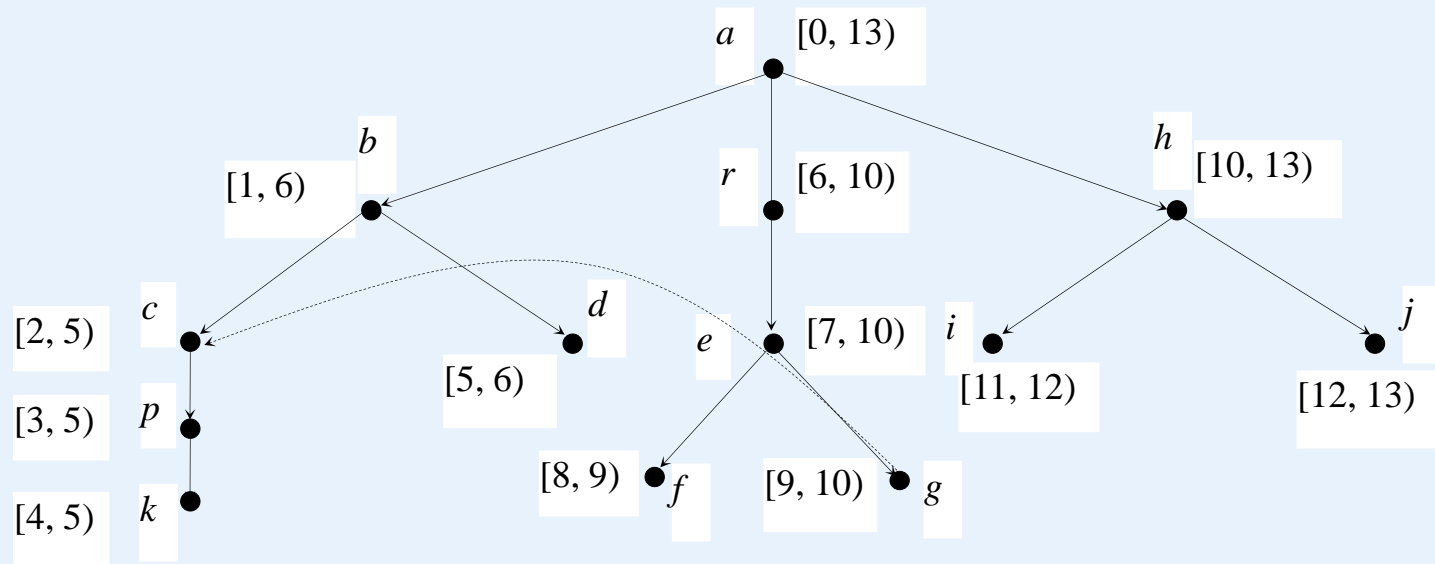 a [0, 13)
b
h
[1, 6)
r [6, 10)
[10, 13)
c
[2, 5)
d
e [7, 10)
i
j
[5, 6)
[11, 12)
[12, 13)
[3, 5) p
[8, 9) f
[9, 10) g
[4, 5) k